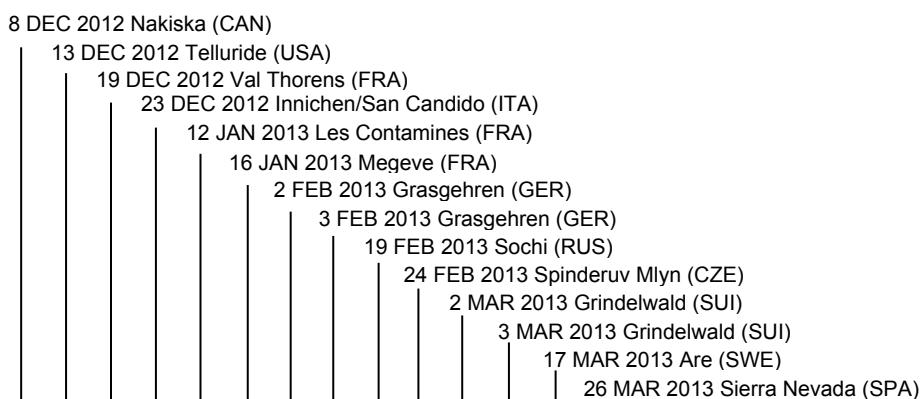 8 DEC 2012 Nakiska (CAN)
13 DEC 2012 Telluride (USA)
19 DEC 2012 Val Thorens (FRA)
23 DEC 2012 Innichen/San Candido (ITA)
12 JAN 2013 Les Contamines (FRA)
16 JAN 2013 Megeve (FRA)
2 FEB 2013 Grasgehren (GER)
3 FEB 2013 Grasgehren (GER)
19 FEB 2013 Sochi (RUS)
24 FEB 2013 Spinderuv Mlyn (CZE)
2 MAR 2013 Grindelwald (SUI)
3 MAR 2013 Grindelwald (SUI)
17 MAR 2013 Are (SWE)
26 MAR 2013 Sierra Nevada (SPA)